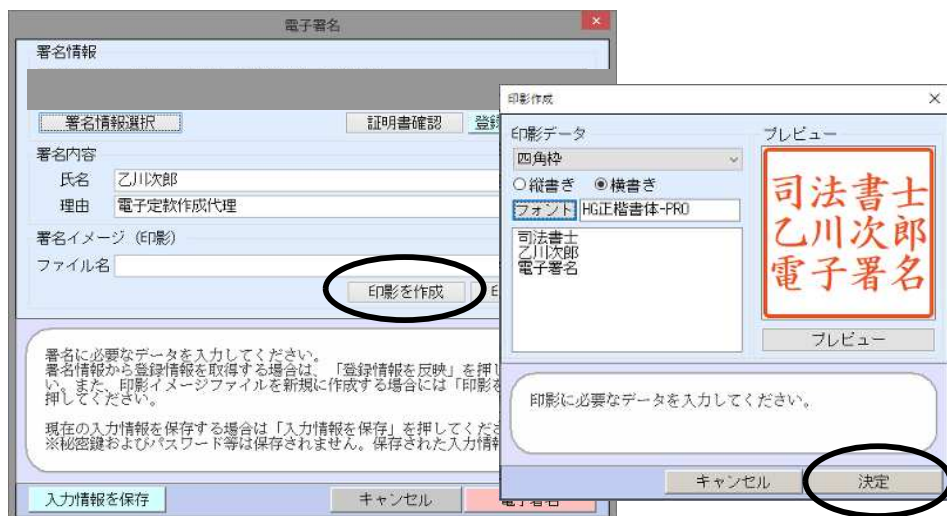 電子署名
署名情報
署名情報選択
証明書確認
登録
署名内容
氏名 乙川次郎
理由 電子定款作成代理
署名イメージ (印影)
ファイル名
印影を作成
署名に必要なデータを入力してください。
署名情報から登録情報を取得する場合は、「登録情報を反映」を押し
い。また、印影イメージファイルを新規に作成する場合には「印影を
押してください。
現在の入力情報を保存する場合は「入力情報を保存」を押してくださ
※秘密鍵およびパスワード等は保存されません。保存された入力情報
入力情報を保存
キャンセル
電子署名
印影作成
印影データ
四角枠
縦書き 横書き
フォント HG正楷書体-PRO
司法書士
乙川次郎
電子署名
プレビュー
司法書士
乙川次郎
電子署名
プレビュー
印影に必要なデータを入力してください。
キャンセル
決定